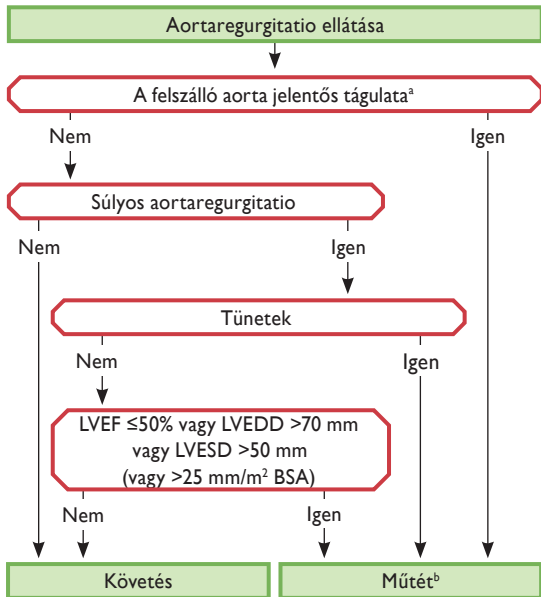 Aortaregurgitatio ellátása
A felszálló aorta jelentős tágulataᵃ
Nem
Igen
Súlyos aortaregurgitatio
Nem
Igen
Tünetek
Nem
Igen
LVEF ≤50% vagy LVEDD >70 mm
vagy LVESD >50 mm
(vagy >25 mm/m² BSA)
Nem
Igen
Követés
Műtétᵇ